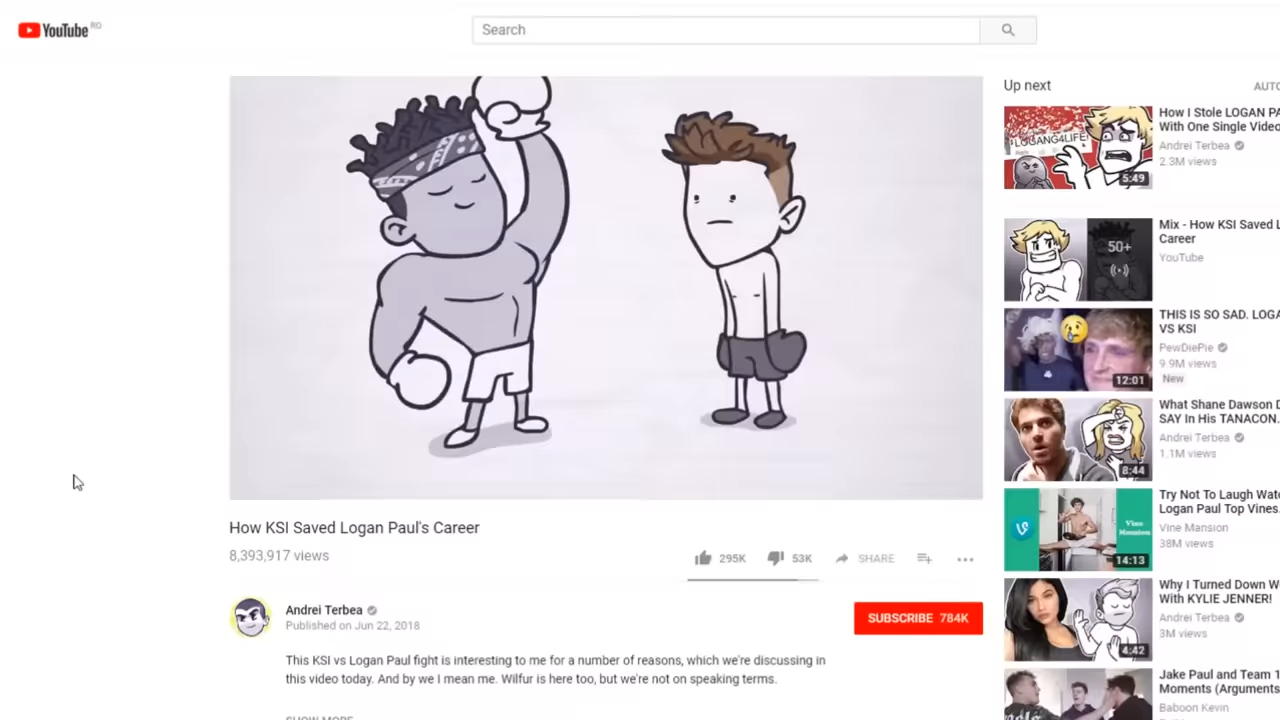 YouTube RO
Search
How KSI Saved Logan Paul's Career
8,393,917 views
295K
53K
SHARE
Andrei Terbea
Published on Jun 22, 2018
SUBSCRIBE 784K
This KSI vs Logan Paul fight is interesting to me for a number of reasons, which we're discussing in
this video today. And by we I mean me. Wilfur is here too, but we're not on speaking terms.
SHOW MORE
Up next
AUTO
LOGANG4LIFE!
5:49
How I Stole LOGAN PA
With One Single Video
Andrei Terbea
2.3M views
50+
Mix - How KSI Saved L
Career
YouTube
12:01
THIS IS SO SAD. LOGA
VS KSI
PewDiePie
9.9M views
New
8:44
What Shane Dawson D
SAY In His TANACON.
Andrei Terbea
1.1M views
Vine
Mansion
14:13
Try Not To Laugh Wat
Logan Paul Top Vines.
Vine Mansion
38M views
4:42
Why I Turned Down W
With KYLIE JENNER!
Andrei Terbea
3M views
Jake Paul and Team 1
Moments (Arguments
Baboon Kevin